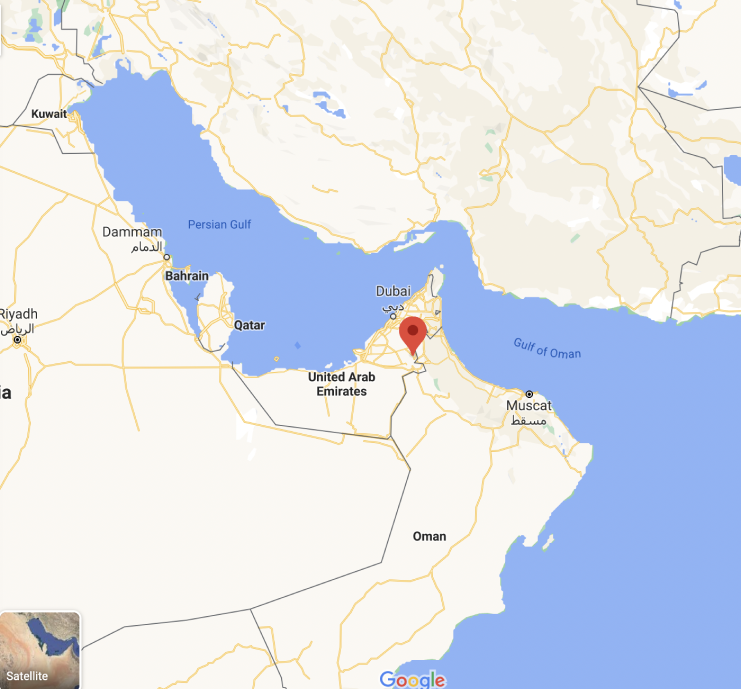 Kuwait
Persian Gulf
Dammam
الدمام
Bahrain
Dubai
دبي
Riyadh
الرياض
Qatar
Gulf of Oman
United Arab
Emirates
ia
Muscat
مسقط
Oman
Satellite
Google